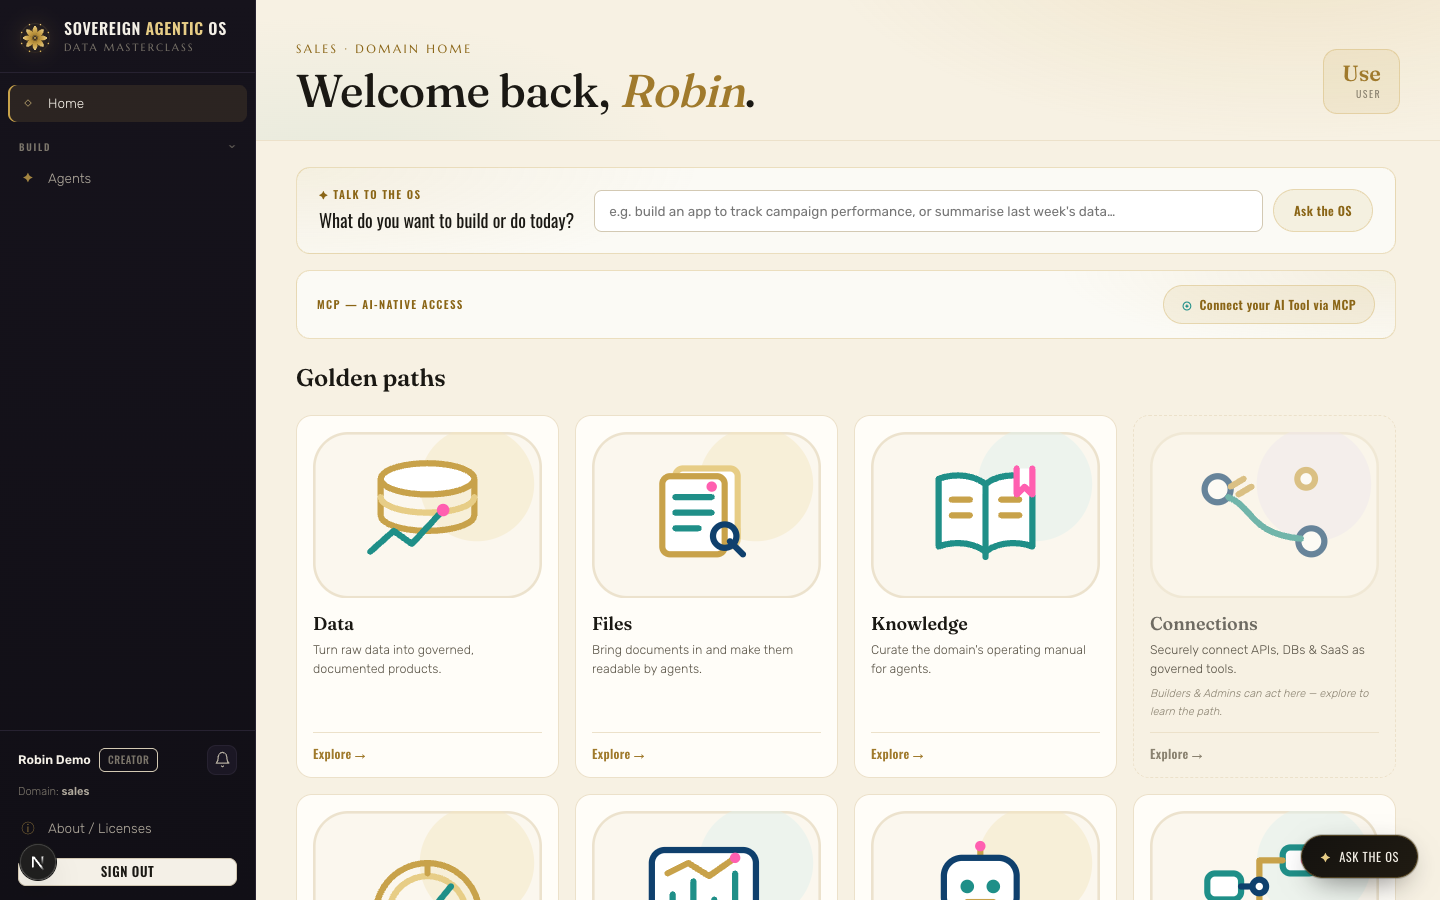 SOVEREIGN AGENTIC OS
DATA MASTERCLASS
Home
BUILD
Agents
Robin Demo
CREATOR
Domain: sales
About / Licenses
N
SIGN OUT
SALES · DOMAIN HOME
Welcome back, Robin.
Use
USER
✦ TALK TO THE OS
What do you want to build or do today?
e.g. build an app to track campaign performance, or summarise last week's data…
Ask the OS
MCP — AI-NATIVE ACCESS
Connect your AI Tool via MCP
Golden paths
Data
Turn raw data into governed,
documented products.
Explore →
Files
Bring documents in and make them
readable by agents.
Explore →
Knowledge
Curate the domain's operating manual
for agents.
Explore →
Connections
Securely connect APIs, DBs & SaaS as
governed tools.
Builders & Admins can act here — explore to
learn the path.
Explore →
✦ ASK THE OS